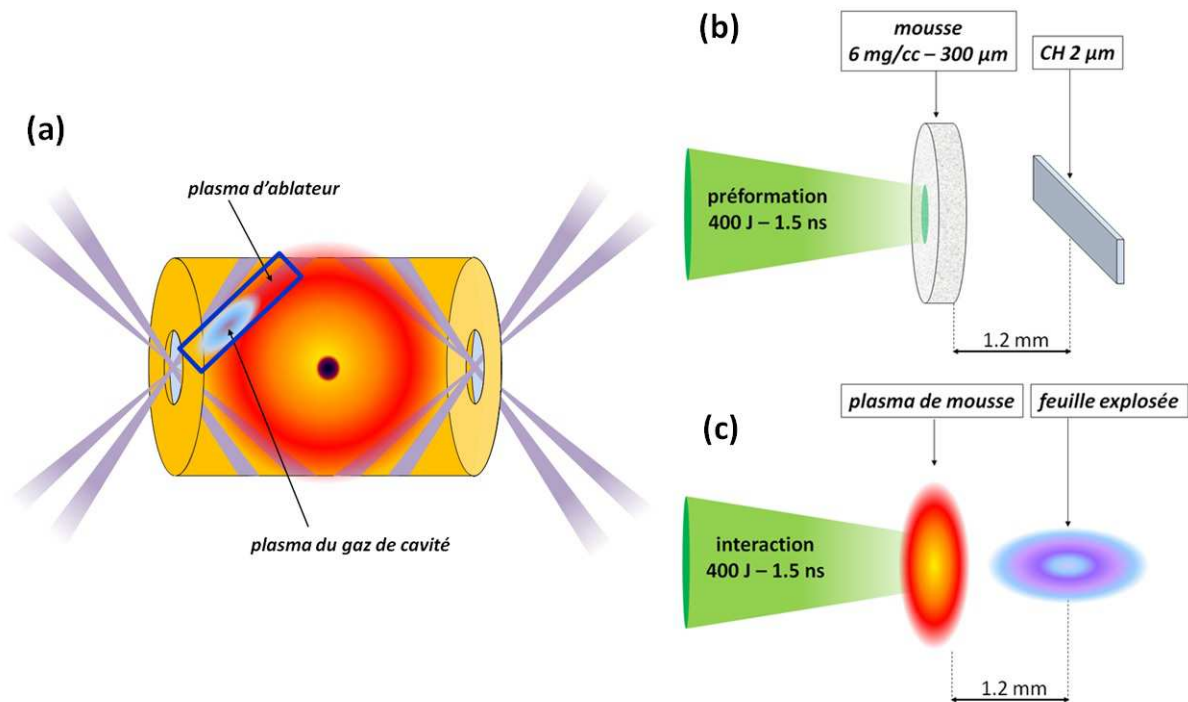 (a)
plasma d'ablateur
plasma du gaz de cavité
(b)
mousse
6 mg/cc – 300 µm
CH 2 µm
préformation
400 J – 1.5 ns
1.2 mm
plasma de mousse
feuille explosée
(c)
interaction
400 J – 1.5 ns
1.2 mm